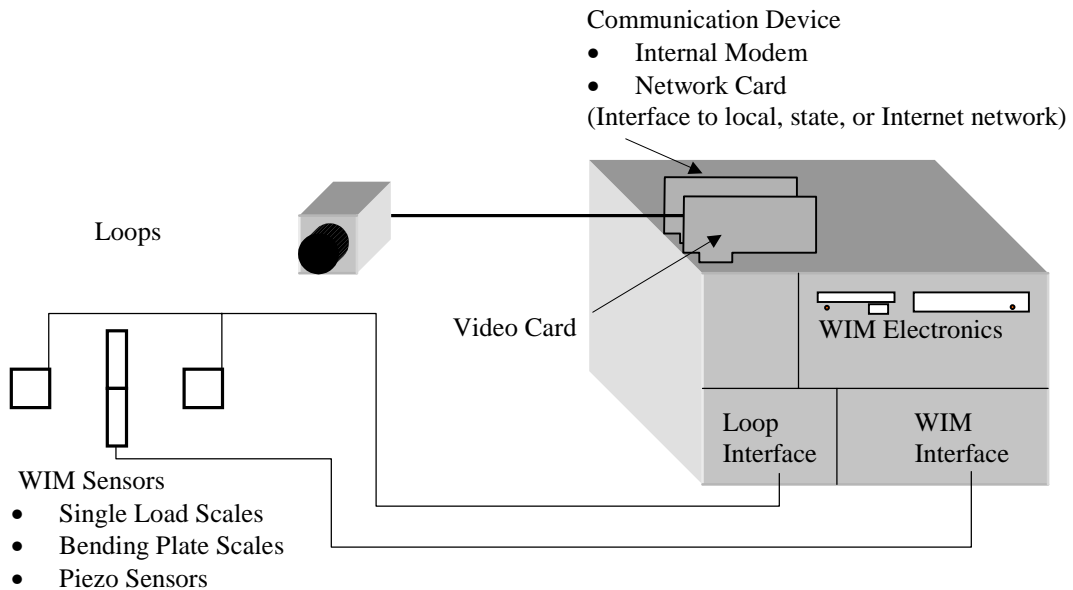 Communication Device
• Internal Modem
• Network Card
(Interface to local, state, or Internet network)
Loops
Video Card
WIM Electronics
Loop
Interface
WIM
Interface
WIM Sensors
• Single Load Scales
• Bending Plate Scales
• Piezo Sensors